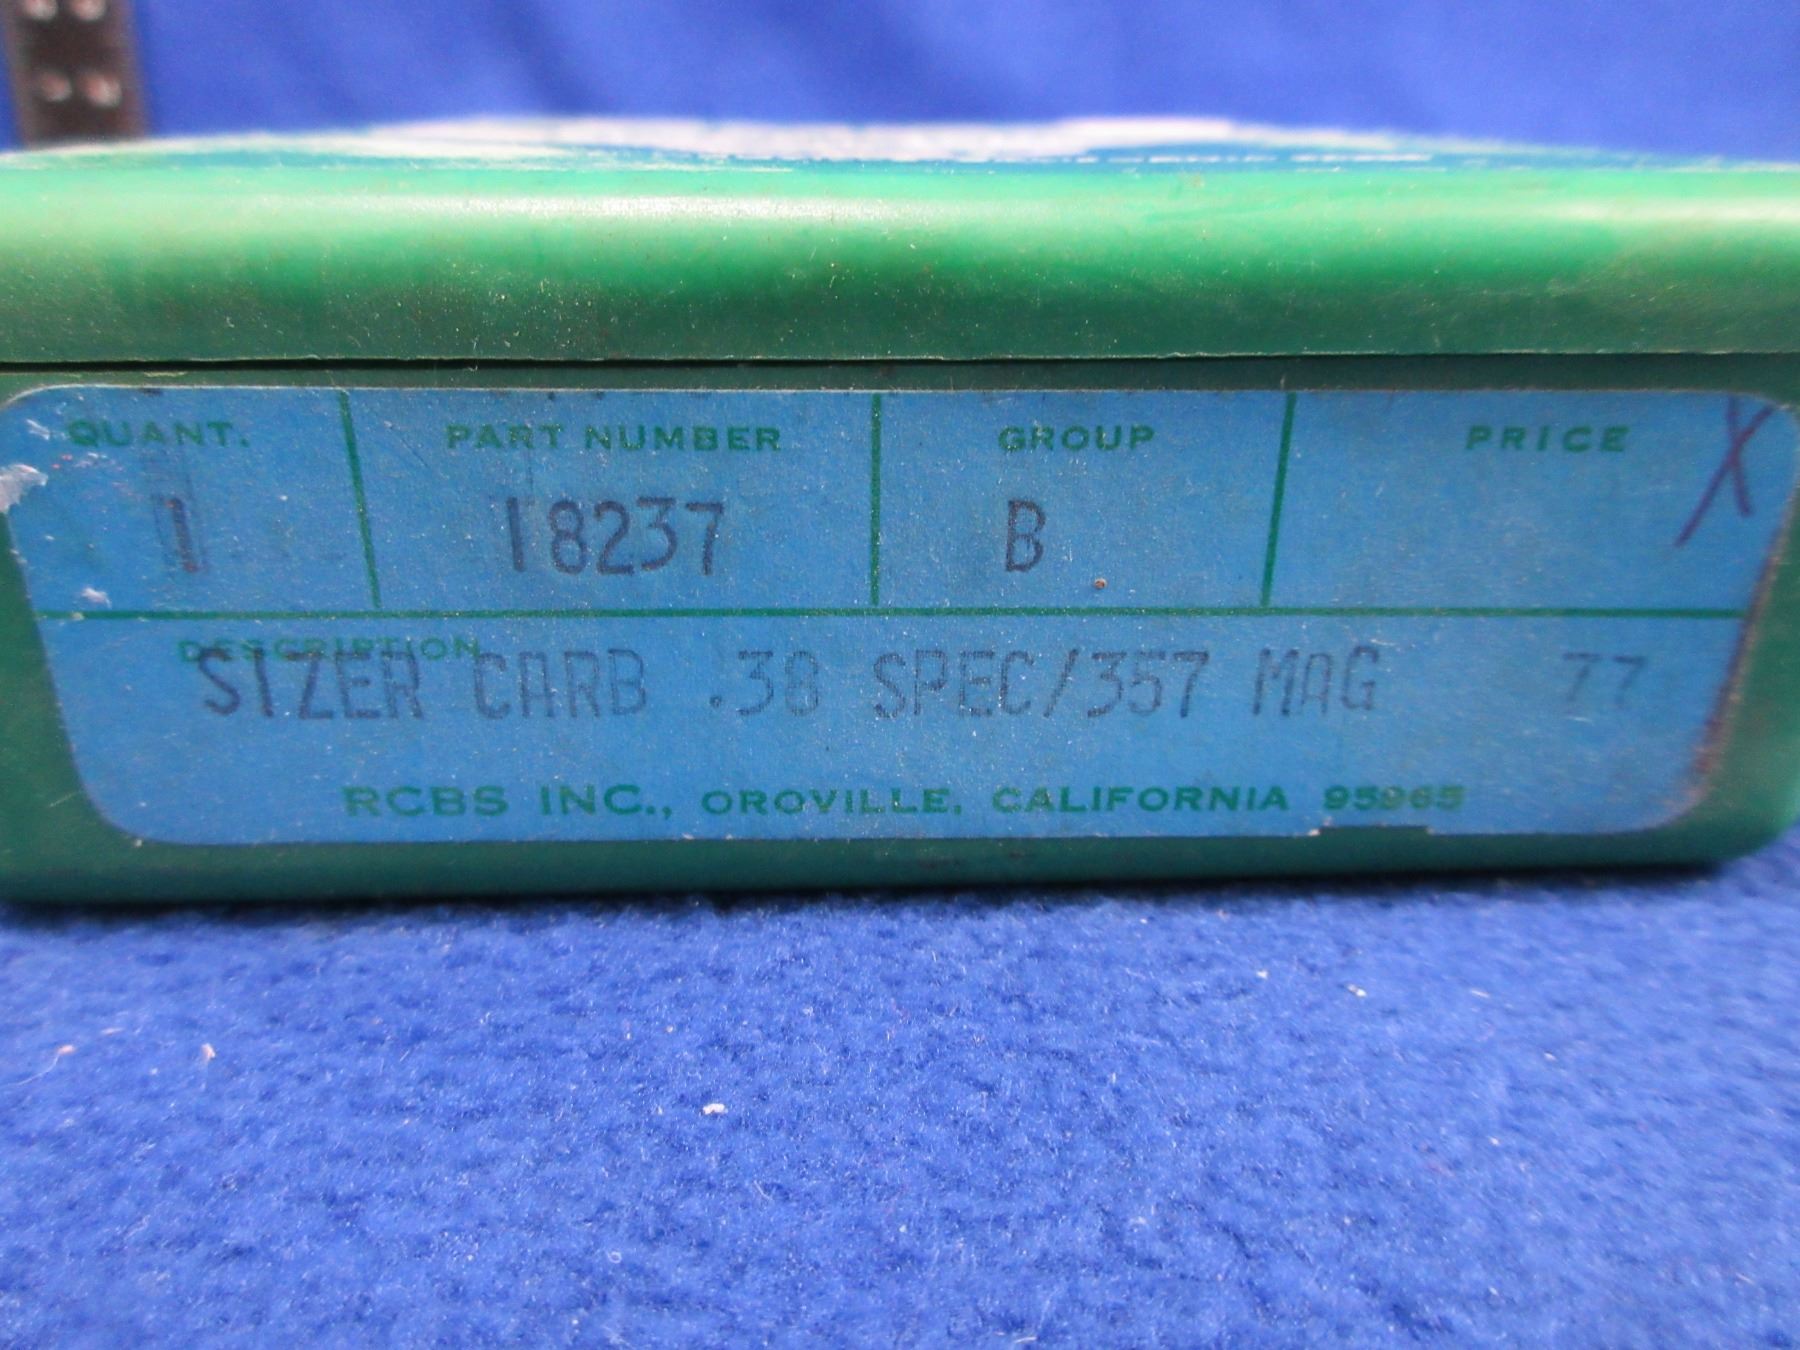 QUANT. PART NUMBER GROUP PRICE X
1 18237 B
DESCRIPTION
SIZER CARB .38 SPEC/357 MAG 77
RCBS INC., OROVILLE, CALIFORNIA 95965